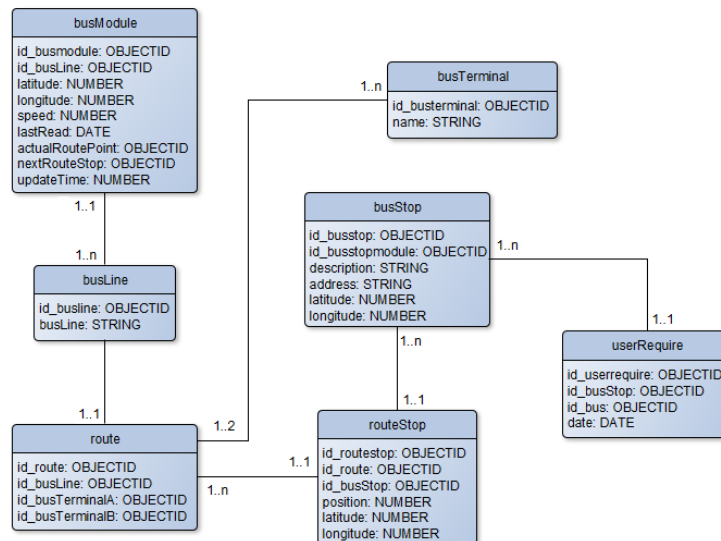 busModule
id_busmodule: OBJECTID
id_busLine: OBJECTID
latitude: NUMBER
longitude: NUMBER
speed: NUMBER
lastRead: DATE
actualRoutePoint: OBJECTID
nextRouteStop: OBJECTID
updateTime: NUMBER
1..1
1..n
busLine
id_busline: OBJECTID
busLine: STRING
1..1
route
id_route: OBJECTID
id_busLine: OBJECTID
id_busTerminalA: OBJECTID
id_busTerminalB: OBJECTID
1..2
1..n
busTerminal
id_busterminal: OBJECTID
name: STRING
1..n
1..1
busStop
id_busstop: OBJECTID
id_busstopmodule: OBJECTID
description: STRING
address: STRING
latitude: NUMBER
longitude: NUMBER
1..n
1..n
1..1
1..1
routeStop
id_routestop: OBJECTID
id_route: OBJECTID
id_busStop: OBJECTID
position: NUMBER
latitude: NUMBER
longitude: NUMBER
userRequire
id_userrequire: OBJECTID
id_busStop: OBJECTID
id_bus: OBJECTID
date: DATE